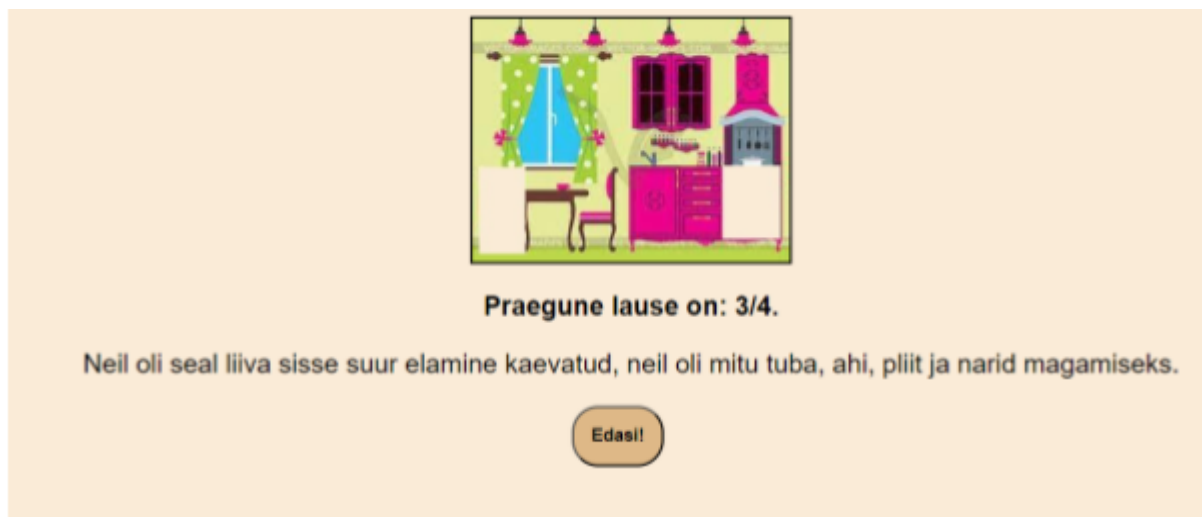 Praegune lause on: 3/4.
Neil oli seal liiva sisse suur elamine kaevatud, neil oli mitu tuba, ahi, pliit ja narid magamiseks.
Edasi!